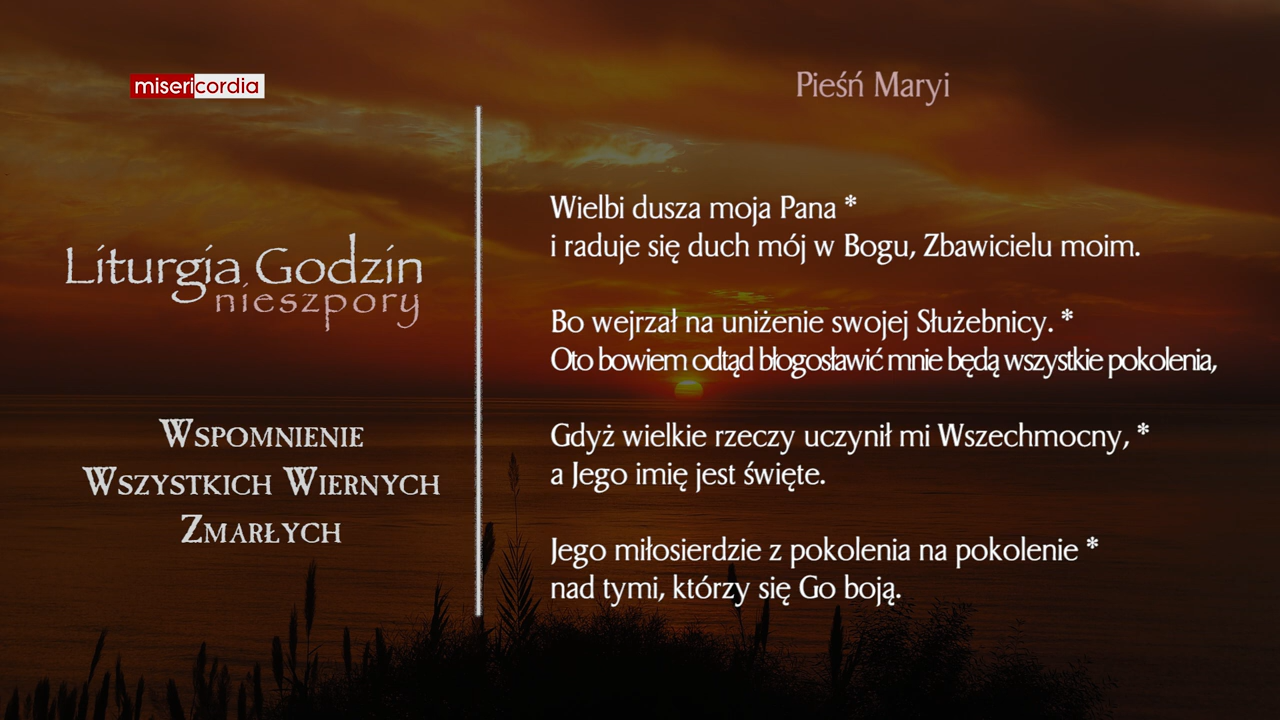 misericordia
Liturgia Godzin
nieszpory
Wspomnienie
Wszystkich Wiernych
Zmarłych
Pieśń Maryi
Wielbi dusza moja Pana *
i raduje się duch mój w Bogu, Zbawicielu moim.
Bo wejrzał na uniżenie swojej Służebnicy. *
Oto bowiem odtąd błogosławić mnie będą wszystkie pokolenia,
Gdyż wielkie rzeczy uczynił mi Wszechmocny, *
a Jego imię jest święte.
Jego miłosierdzie z pokolenia na pokolenie *
nad tymi, którzy się Go boją.